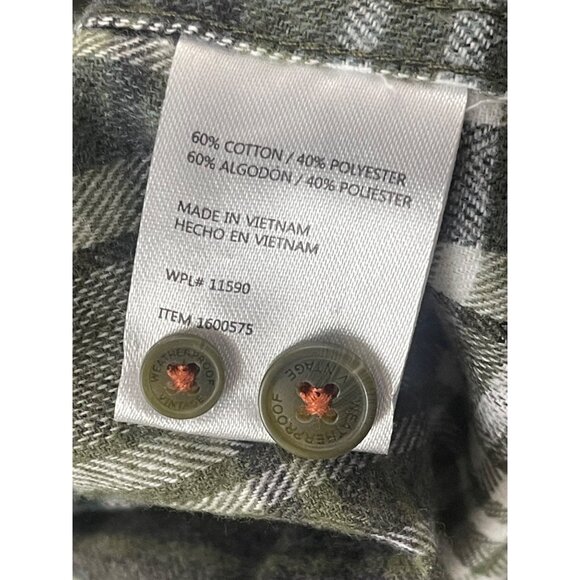 60% COTTON / 40% POLYESTER
60% ALGODÓN / 40% POLIESTER
MADE IN VIETNAM
HECHO EN VIETNAM
WPL# 11590
ITEM 1600575
WEATHERPROOF
VINTAGE
WEATHERPROOF
VINTAGE